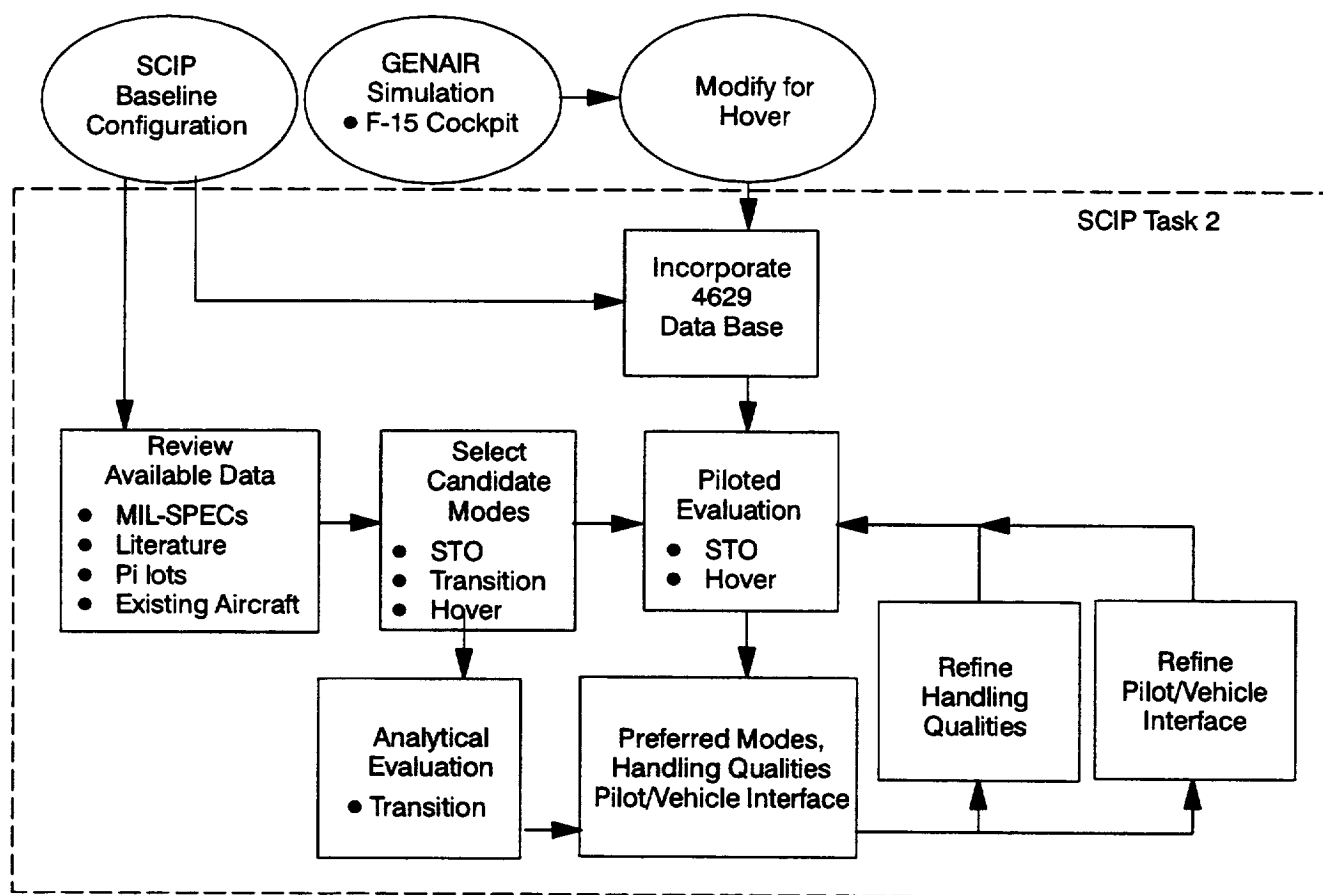 SCIP
Baseline
Configuration
GENAIR
Simulation
● F-15 Cockpit
Modify for
Hover
SCIP Task 2
Incorporate
4629
Data Base
Review
Available Data
● MIL-SPECs
● Literature
● Pi lots
● Existing Aircraft
Select
Candidate
Modes
● STO
● Transition
● Hover
Piloted
Evaluation
● STO
● Hover
Analytical
Evaluation
● Transition
Preferred Modes,
Handling Qualities
Pilot/Vehicle Interface
Refine
Handling
Qualities
Refine
Pilot/Vehicle
Interface